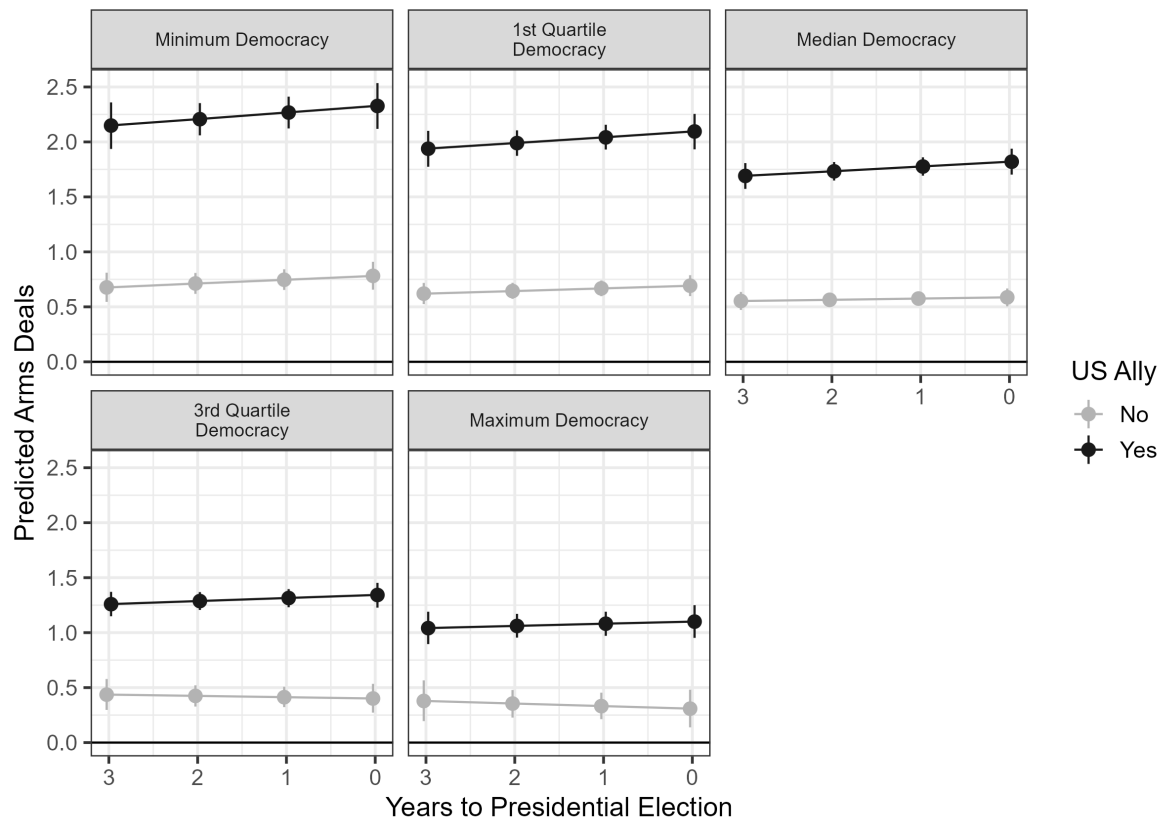 Minimum Democracy
1st Quartile
Democracy
Median Democracy
2.5
2.0
1.5
1.0
0.5
0.0
3 2 1 0
3rd Quartile
Democracy
Maximum Democracy
2.5
2.0
1.5
1.0
0.5
0.0
3 2 1 0
3 2 1 0
Years to Presidential Election
Predicted Arms Deals
US Ally
No
Yes